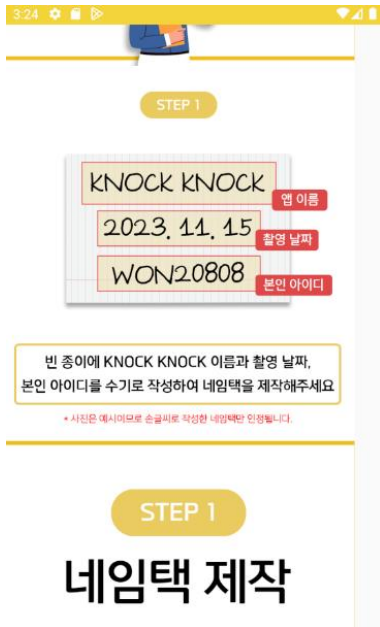 3:24
STEP 1
KNOCK KNOCK
앱 이름
2023. 11. 15
촬영 날짜
WON20808
본인 아이디
빈 종이에 KNOCK KNOCK 이름과 촬영 날짜,
본인 아이디를 수기로 작성하여 네임택을 제작해주세요
* 사진은 예시이므로 손글씨로 작성한 네임택만 인정됩니다.
STEP 1
네임택 제작